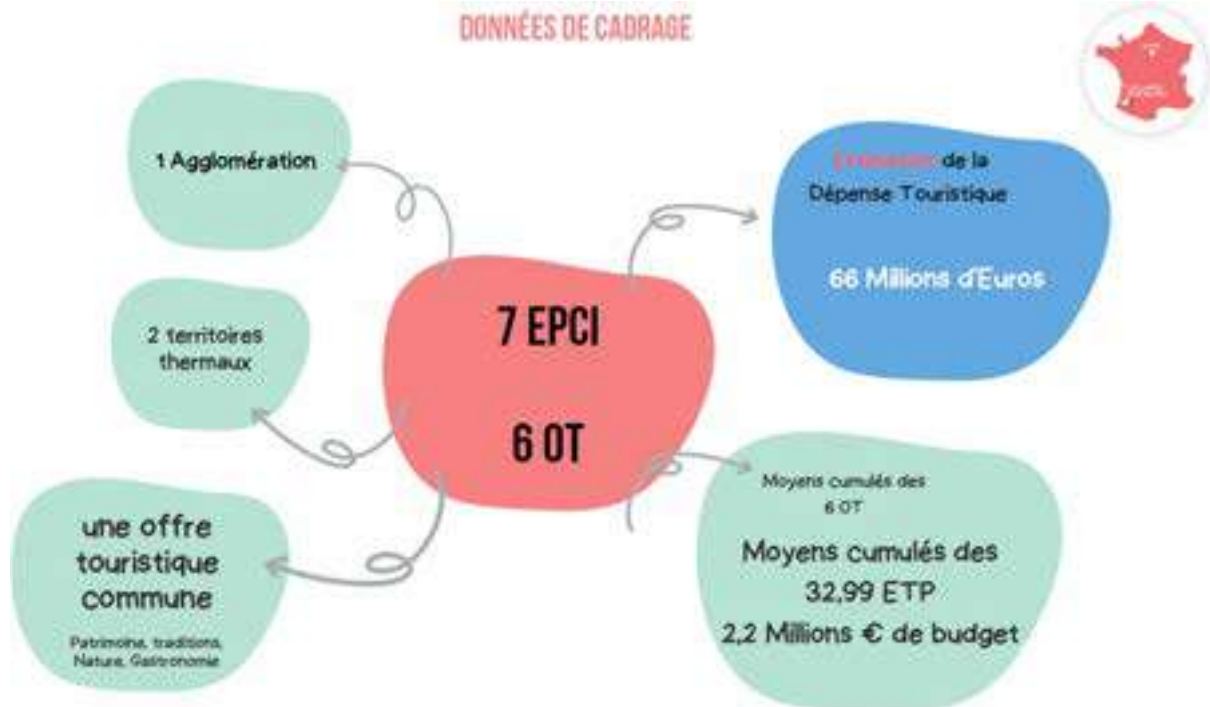 DONNÉES DE CADRAGE
1 Agglomération
de la
Dépense Touristique
66 Millions d'Euros
7 EPCI
6 OT
2 territoires
thermaux
une offre
touristique
commune
Patrimoine, traditions,
Nature, Gastronomie
Moyens cumulés des
6 OT
Moyens cumulés des
32,99 ETP
2,2 Millions € de budget